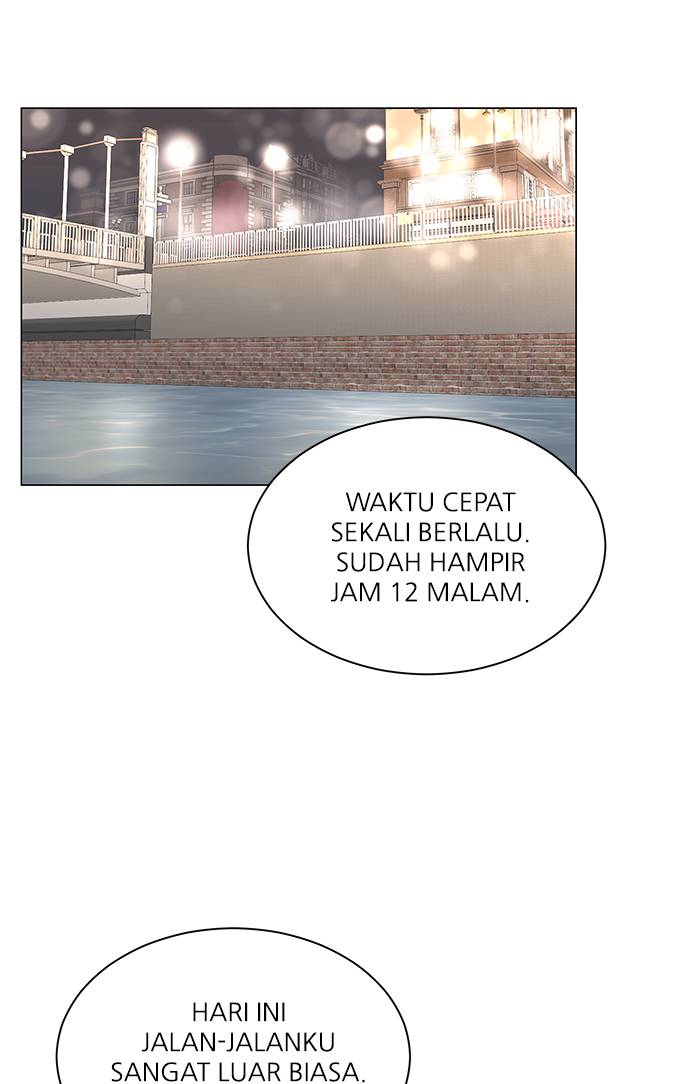 WAKTU CEPAT
SEKALI BERLALU.
SUDAH HAMPIR
JAM 12 MALAM.
HARI INI
JALAN-JALANKU
SANGAT LUAR BIASA.